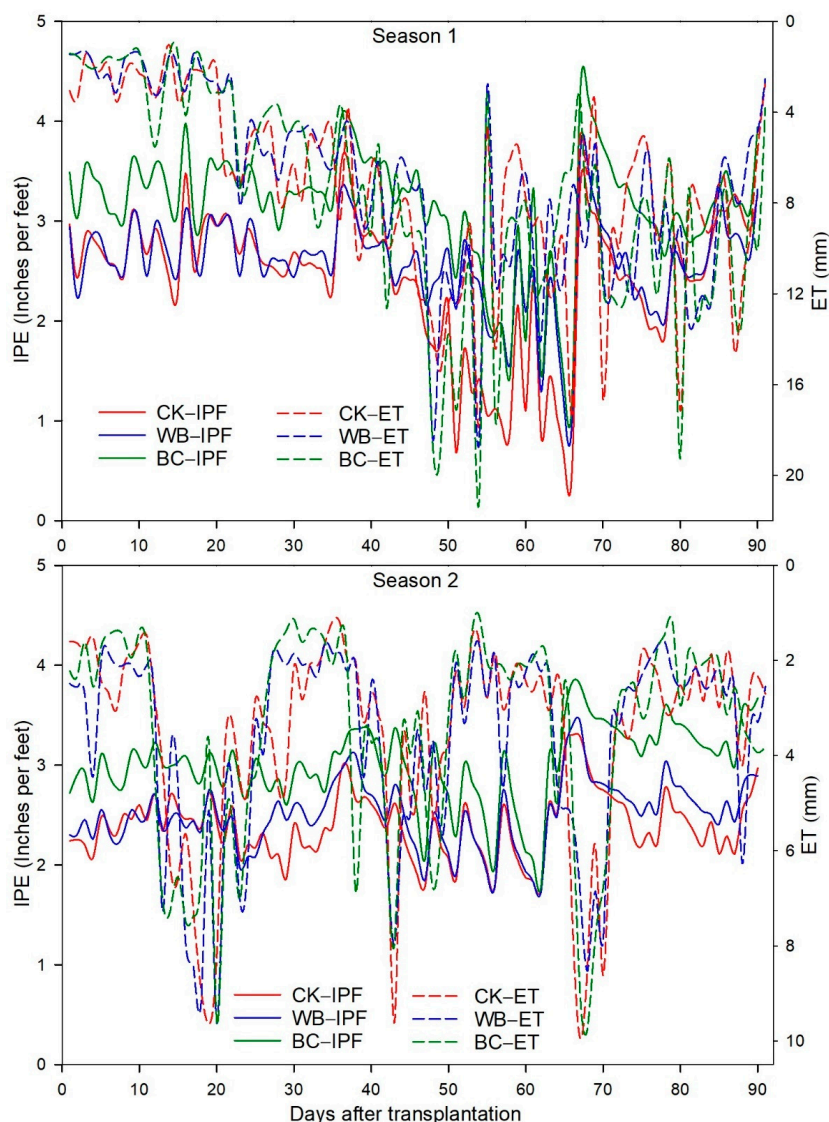 Season 1
5
4
3
2
1
0
IPE (Inches per feet)
0
4
8
12
16
20
ET (mm)
CK–IPF
WB–IPF
BC–IPF
CK–ET
WB–ET
BC–ET
0 10 20 30 40 50 60 70 80 90
Season 2
5
4
3
2
1
0
IPE (Inches per feet)
0
2
4
6
8
10
ET (mm)
CK–IPF
WB–IPF
BC–IPF
CK–ET
WB–ET
BC–ET
0 10 20 30 40 50 60 70 80 90
Days after transplantation